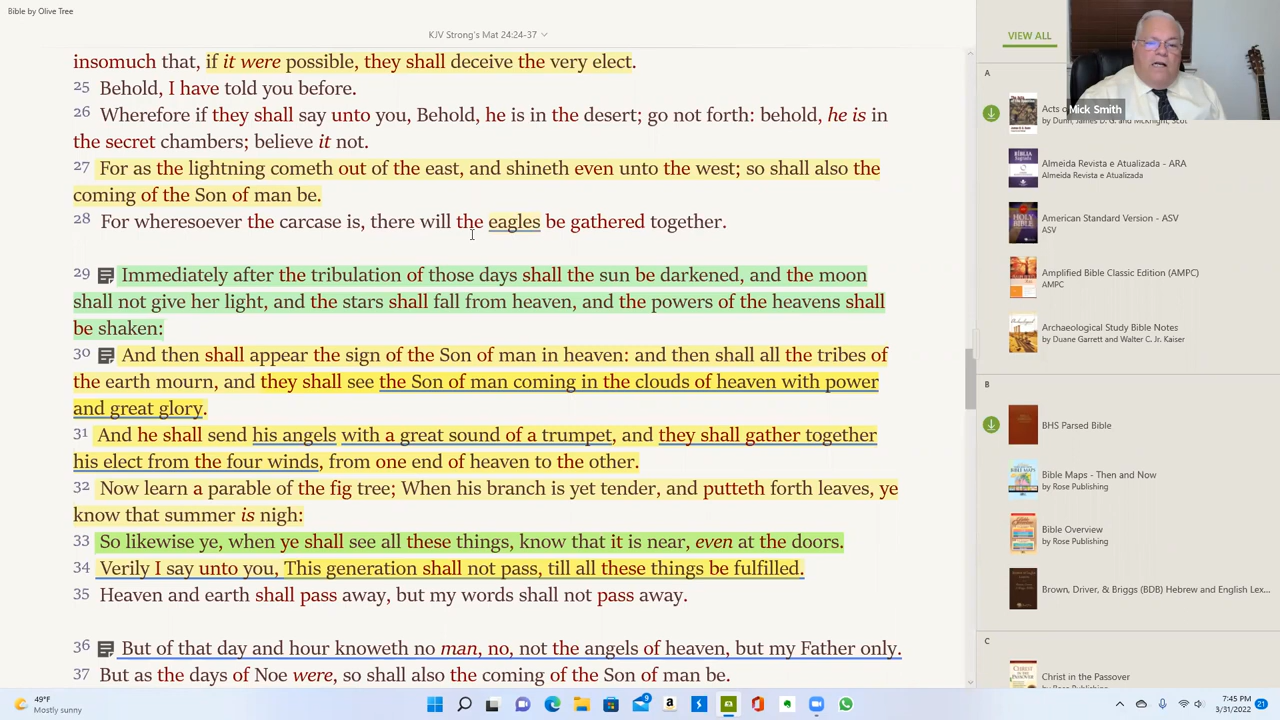 Bible by Olive Tree
KJV Strong's Mat 24:24-37
insomuch that, if it were possible, they shall deceive the very elect.
25 Behold, I have told you before.
26 Wherefore if they shall say unto you, Behold, he is in the desert; go not forth: behold, he is in
the secret chambers; believe it not.
27 For as the lightning cometh out of the east, and shineth even unto the west; so shall also the
coming of the Son of man be.
28 For wheresoever the carcase is, there will the eagles be gathered together.
29 Immediately after the tribulation of those days shall the sun be darkened, and the moon
shall not give her light, and the stars shall fall from heaven, and the powers of the heavens shall
be shaken:
30 And then shall appear the sign of the Son of man in heaven: and then shall all the tribes of
the earth mourn, and they shall see the Son of man coming in the clouds of heaven with power
and great glory.
31 And he shall send his angels with a great sound of a trumpet, and they shall gather together
his elect from the four winds, from one end of heaven to the other.
32 Now learn a parable of the fig tree; When his branch is yet tender, and putteth forth leaves, ye
know that summer is nigh:
33 So likewise ye, when ye shall see all these things, know that it is near, even at the doors.
34 Verily I say unto you, This generation shall not pass, till all these things be fulfilled.
35 Heaven and earth shall pass away, but my words shall not pass away.
36 But of that day and hour knoweth no man, no, not the angels of heaven, but my Father only.
37 But as the days of Noe were, so shall also the coming of the Son of man be.
VIEW ALL
A
Acts
by Dunn, James D. G. and McKnight, Scot
Mick Smith
Almeida Revista e Atualizada - ARA
Almeida Revista e Atualizada
American Standard Version - ASV
ASV
Amplified Bible Classic Edition (AMPC)
AMPC
Archaeological Study Bible Notes
by Duane Garrett and Walter C. Jr. Kaiser
B
BHS Parsed Bible
Bible Maps - Then and Now
by Rose Publishing
Bible Overview
by Rose Publishing
Brown, Driver, & Briggs (BDB) Hebrew and English Lex...
C
Christ in the Passover
49°F
Mostly sunny
9
7:45 PM
3/31/2022
21